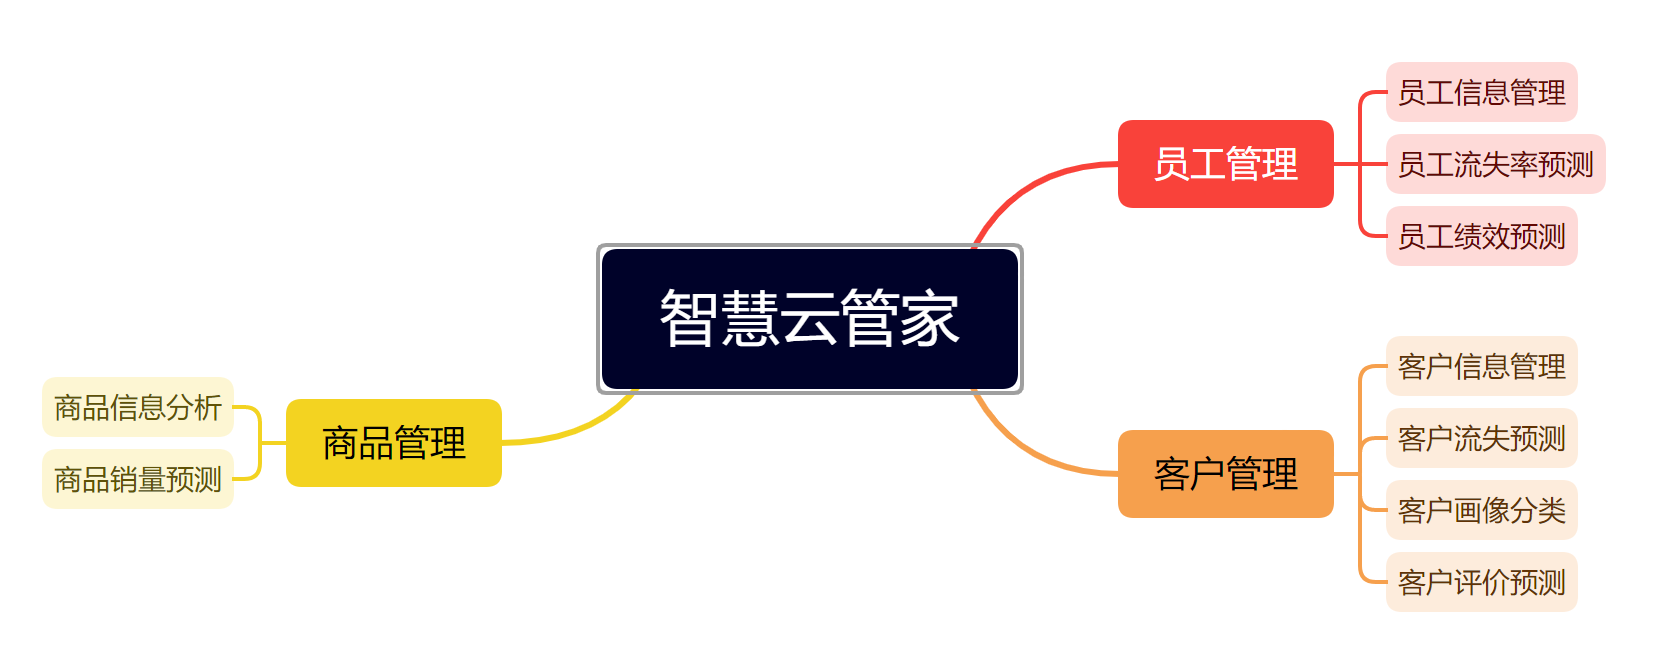 智慧云管家
员工管理
员工信息管理
员工流失率预测
员工绩效预测
客户管理
客户信息管理
客户流失预测
客户画像分类
客户评价预测
商品管理
商品信息分析
商品销量预测